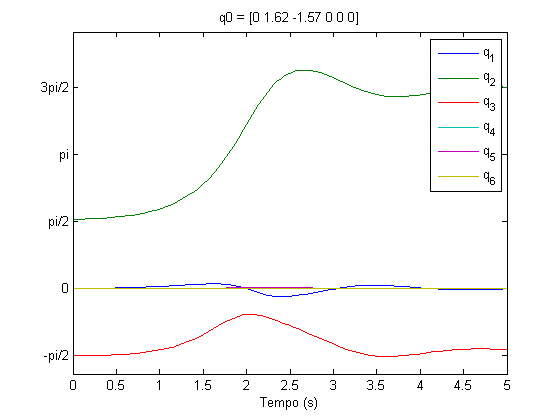 q0 = [0 1.62 -1.57 0 0 0]
3pi/2
pi
pi/2
0
-pi/2
0 0.5 1 1.5 2 2.5 3 3.5 4 4.5 5
Tempo (s)
q1
q2
q3
q4
q5
q6